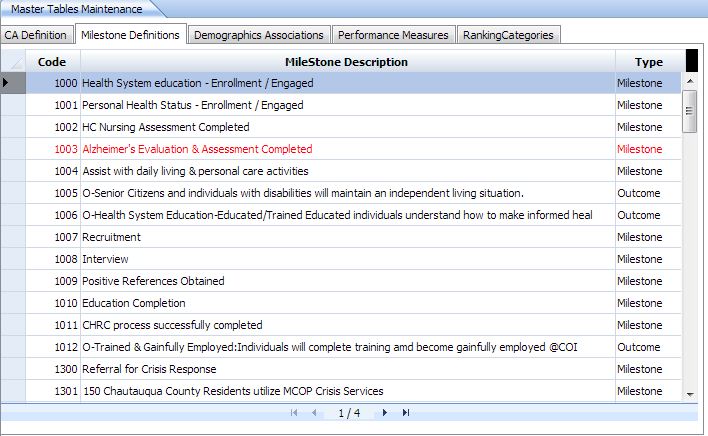 Master Tables Maintenance
CA Definition Milestone Definitions Demographics Associations Performance Measures RankingCategories
Code MileStone Description Type
1000 Health System education - Enrollment / Engaged Milestone
1001 Personal Health Status - Enrollment / Engaged Milestone
1002 HC Nursing Assessment Completed Milestone
1003 Alzheimer's Evaluation & Assessment Completed Milestone
1004 Assist with daily living & personal care activities Milestone
1005 O-Senior Citizens and individuals with disabilities will maintain an independent living situation. Outcome
1006 O-Health System Education-Educated/Trained Educated individuals understand how to make informed heal Outcome
1007 Recruitment Milestone
1008 Interview Milestone
1009 Positive References Obtained Milestone
1010 Education Completion Milestone
1011 CHRC process successfully completed Milestone
1012 O-Trained & Gainfully Employed:Individuals will complete training amd become gainfully employed @COI Outcome
1300 Referral for Crisis Response Milestone
1301 150 Chautauqua County Residents utilize MCOP Crisis Services Milestone
1 / 4